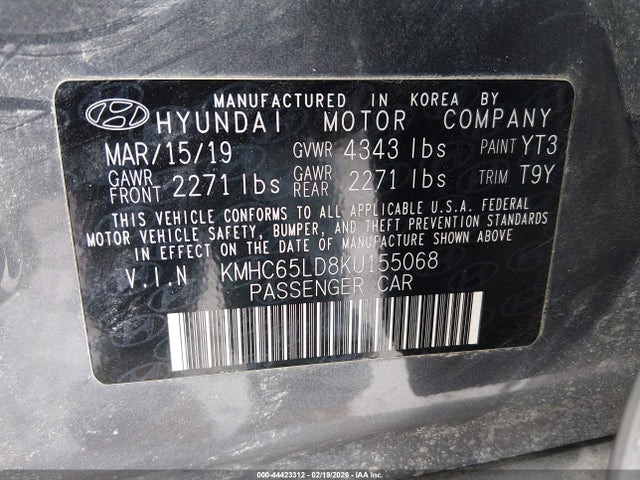 MANUFACTURED IN KOREA BY
HYUNDAI MOTOR COMPANY
MAR/15/19 GVWR 4343 lbs PAINT YT3
GAWR FRONT 2271 lbs GAWR REAR 2271 lbs TRIM T9Y
THIS VEHICLE CONFORMS TO ALL APPLICABLE U.S.A. FEDERAL
MOTOR VEHICLE SAFETY, BUMPER, AND THEFT PREVENTION STANDARDS
IN EFFECT ON THE DATE OF MANUFACTURE SHOWN ABOVE.
V.I.N KMHC65LD8KU155068
PASSENGER CAR
000-44423312 - 02/19/2026 - IAA Inc.